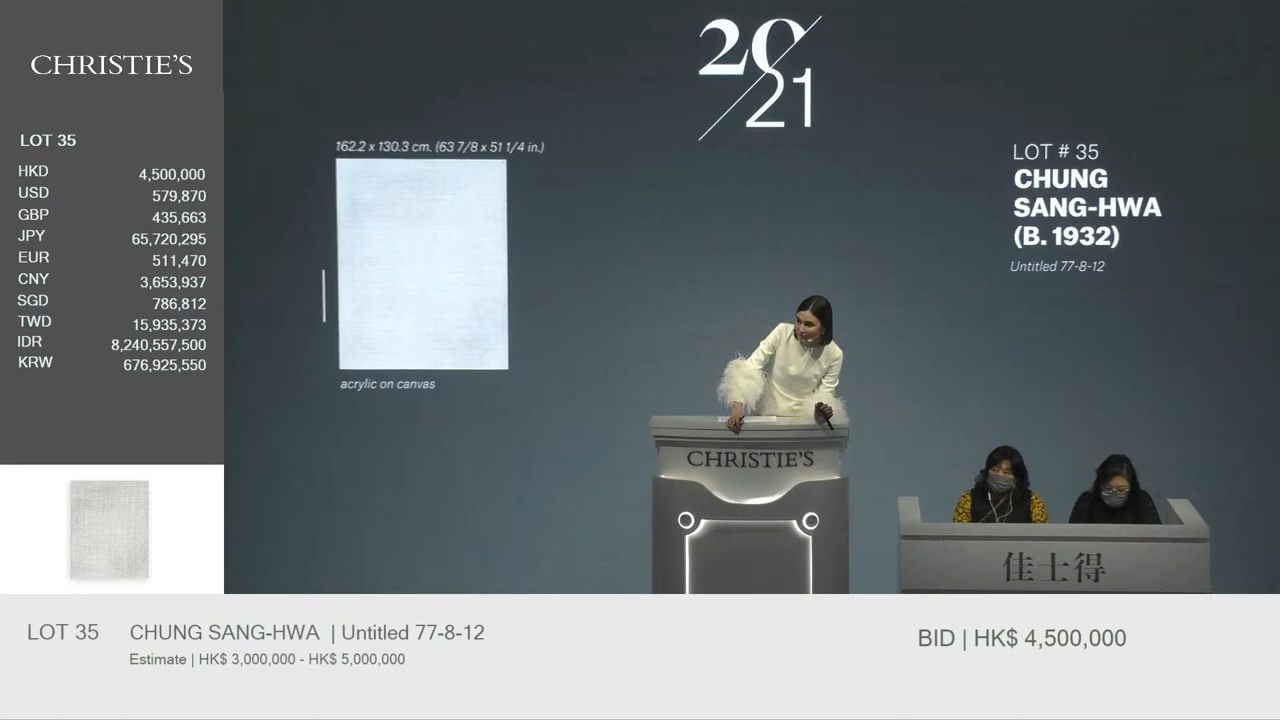 CHRISTIE'S
LOT 35
HKD 4,500,000
USD 579,870
GBP 435,663
JPY 65,720,295
EUR 511,470
CNY 3,653,937
SGD 786,812
TWD 15,935,373
IDR 8,240,557,500
KRW 676,925,550
20/21
162.2 x 130.3 cm. (63 7/8 x 51 1/4 in.)
acrylic on canvas
LOT # 35
CHUNG
SANG-HWA
(B. 1932)
Untitled 77-8-12
CHRISTIE'S
佳士得
LOT 35 CHUNG SANG-HWA | Untitled 77-8-12
Estimate | HK$ 3,000,000 - HK$ 5,000,000
BID | HK$ 4,500,000